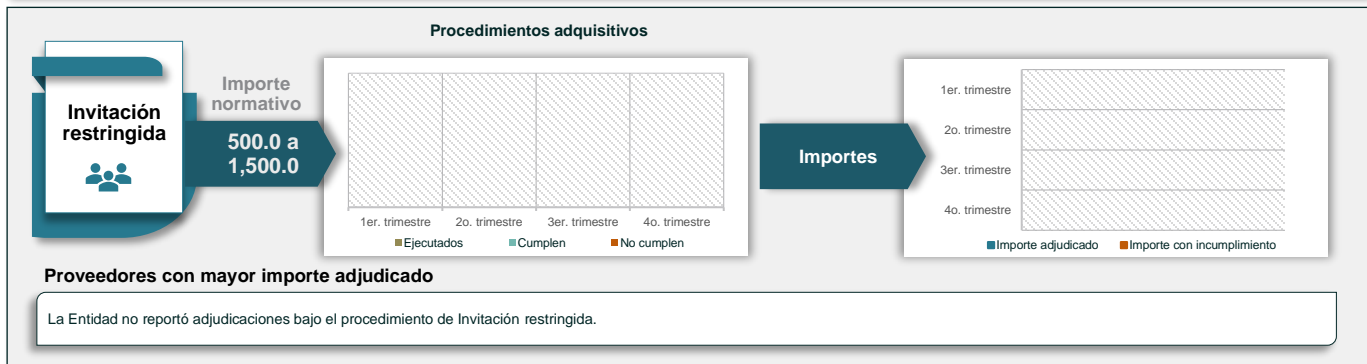 Procedimientos adquisitivos
Invitación
restringida
Importe
normativo
500.0 a
1,500.0
1er. trimestre 2o. trimestre 3er. trimestre 4o. trimestre
Ejecutados Cumplen No cumplen
Importes
1er. trimestre
2o. trimestre
3er. trimestre
4o. trimestre
Importe adjudicado Importe con incumplimiento
Proveedores con mayor importe adjudicado
La Entidad no reportó adjudicaciones bajo el procedimiento de Invitación restringida.